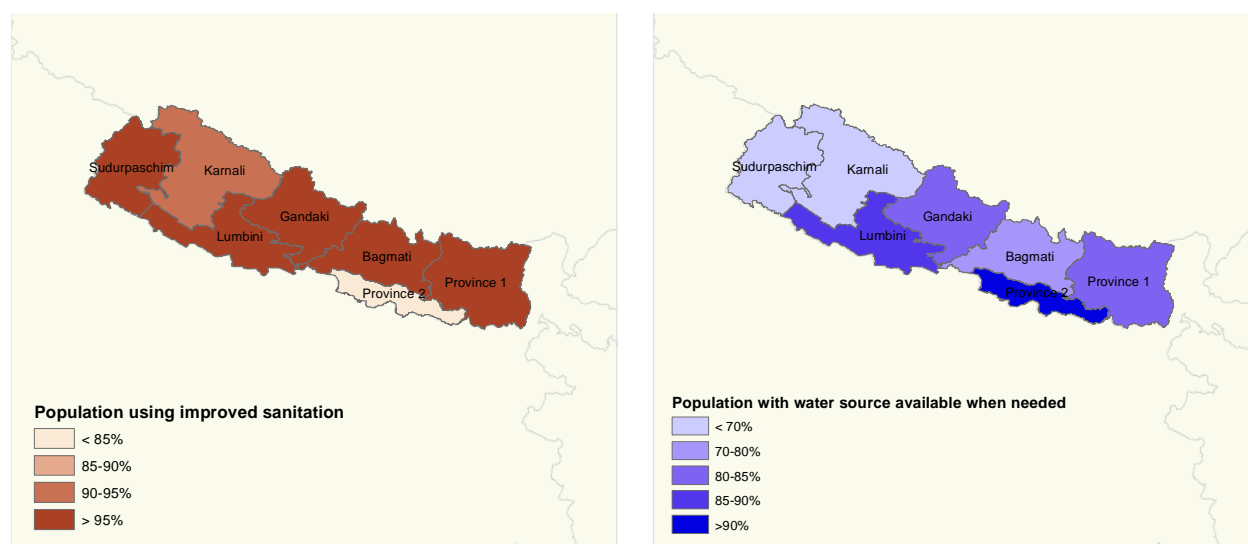 Sudurpaschim
Karnali
Gandaki
Lumbini
Bagmati
Province 2
Province 1
Population using improved sanitation
< 85%
85-90%
90-95%
> 95%
Sudurpaschim
Karnali
Gandaki
Lumbini
Bagmati
Province 2
Province 1
Population with water source available when needed
< 70%
70-80%
80-85%
85-90%
>90%